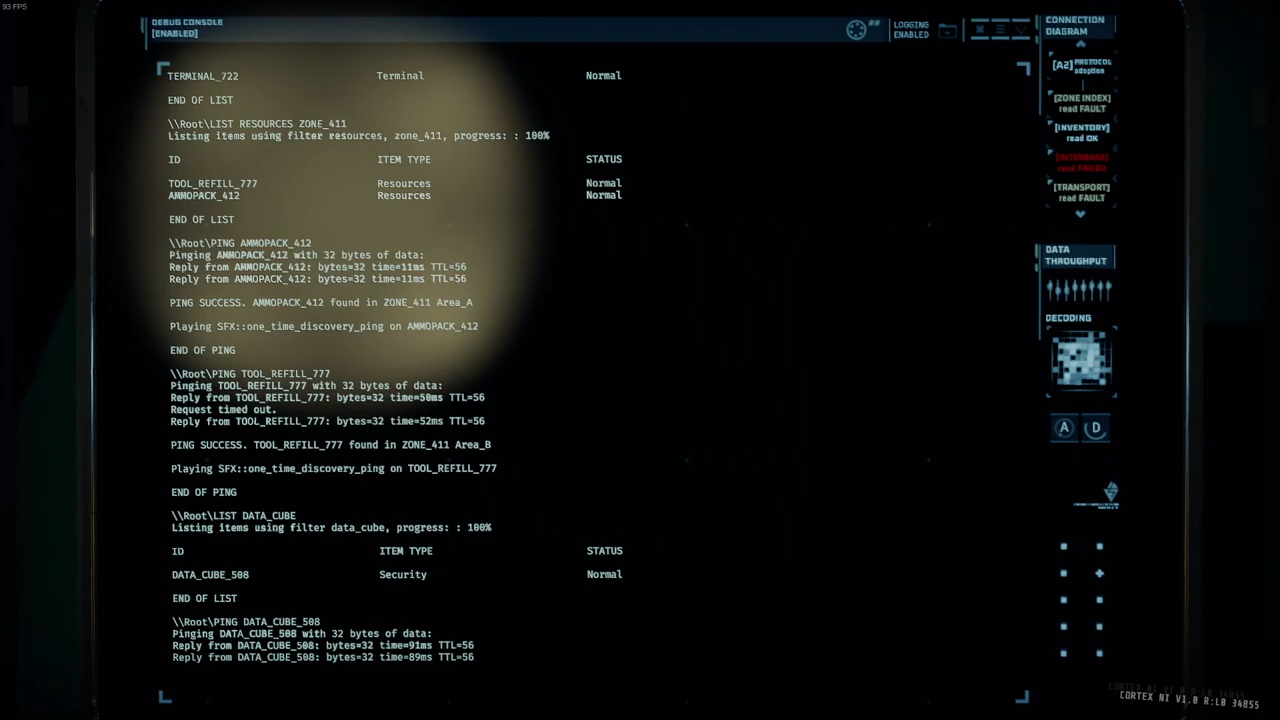 93 FPS
DEBUG CONSOLE
[ENABLED]
LOGGING
ENABLED
TERMINAL_722 Terminal Normal
END OF LIST
\\Root\LIST RESOURCES ZONE_411
Listing items using filter resources, zone_411, progress: : 100%
ID ITEM TYPE STATUS
TOOL_REFILL_777 Resources Normal
AMMOPACK_412 Resources Normal
END OF LIST
\\Root\PING AMMOPACK_412
Pinging AMMOPACK_412 with 32 bytes of data:
Reply from AMMOPACK_412: bytes=32 time=11ms TTL=56
Reply from AMMOPACK_412: bytes=32 time=11ms TTL=56
PING SUCCESS. AMMOPACK_412 found in ZONE_411 Area_A
Playing SFX::one_time_discovery_ping on AMMOPACK_412
END OF PING
\\Root\PING TOOL_REFILL_777
Pinging TOOL_REFILL_777 with 32 bytes of data:
Reply from TOOL_REFILL_777: bytes=32 time=50ms TTL=56
Request timed out.
Reply from TOOL_REFILL_777: bytes=32 time=52ms TTL=56
PING SUCCESS. TOOL_REFILL_777 found in ZONE_411 Area_B
Playing SFX::one_time_discovery_ping on TOOL_REFILL_777
END OF PING
\\Root\LIST DATA_CUBE
Listing items using filter data_cube, progress: : 100%
ID ITEM TYPE STATUS
DATA_CUBE_508 Security Normal
END OF LIST
\\Root\PING DATA_CUBE_508
Pinging DATA_CUBE_508 with 32 bytes of data:
Reply from DATA_CUBE_508: bytes=32 time=91ms TTL=56
Reply from DATA_CUBE_508: bytes=32 time=89ms TTL=56
CONNECTION
DIAGRAM
[A2] PROTOCOL
adoption
[ZONE INDEX]
read FAULT
[INVENTORY]
read OK
read FAILED
[TRANSPORT]
read FAULT
DATA
THROUGHPUT
DECODING
A D
CORTEX NI V1.0 R:L0 34855